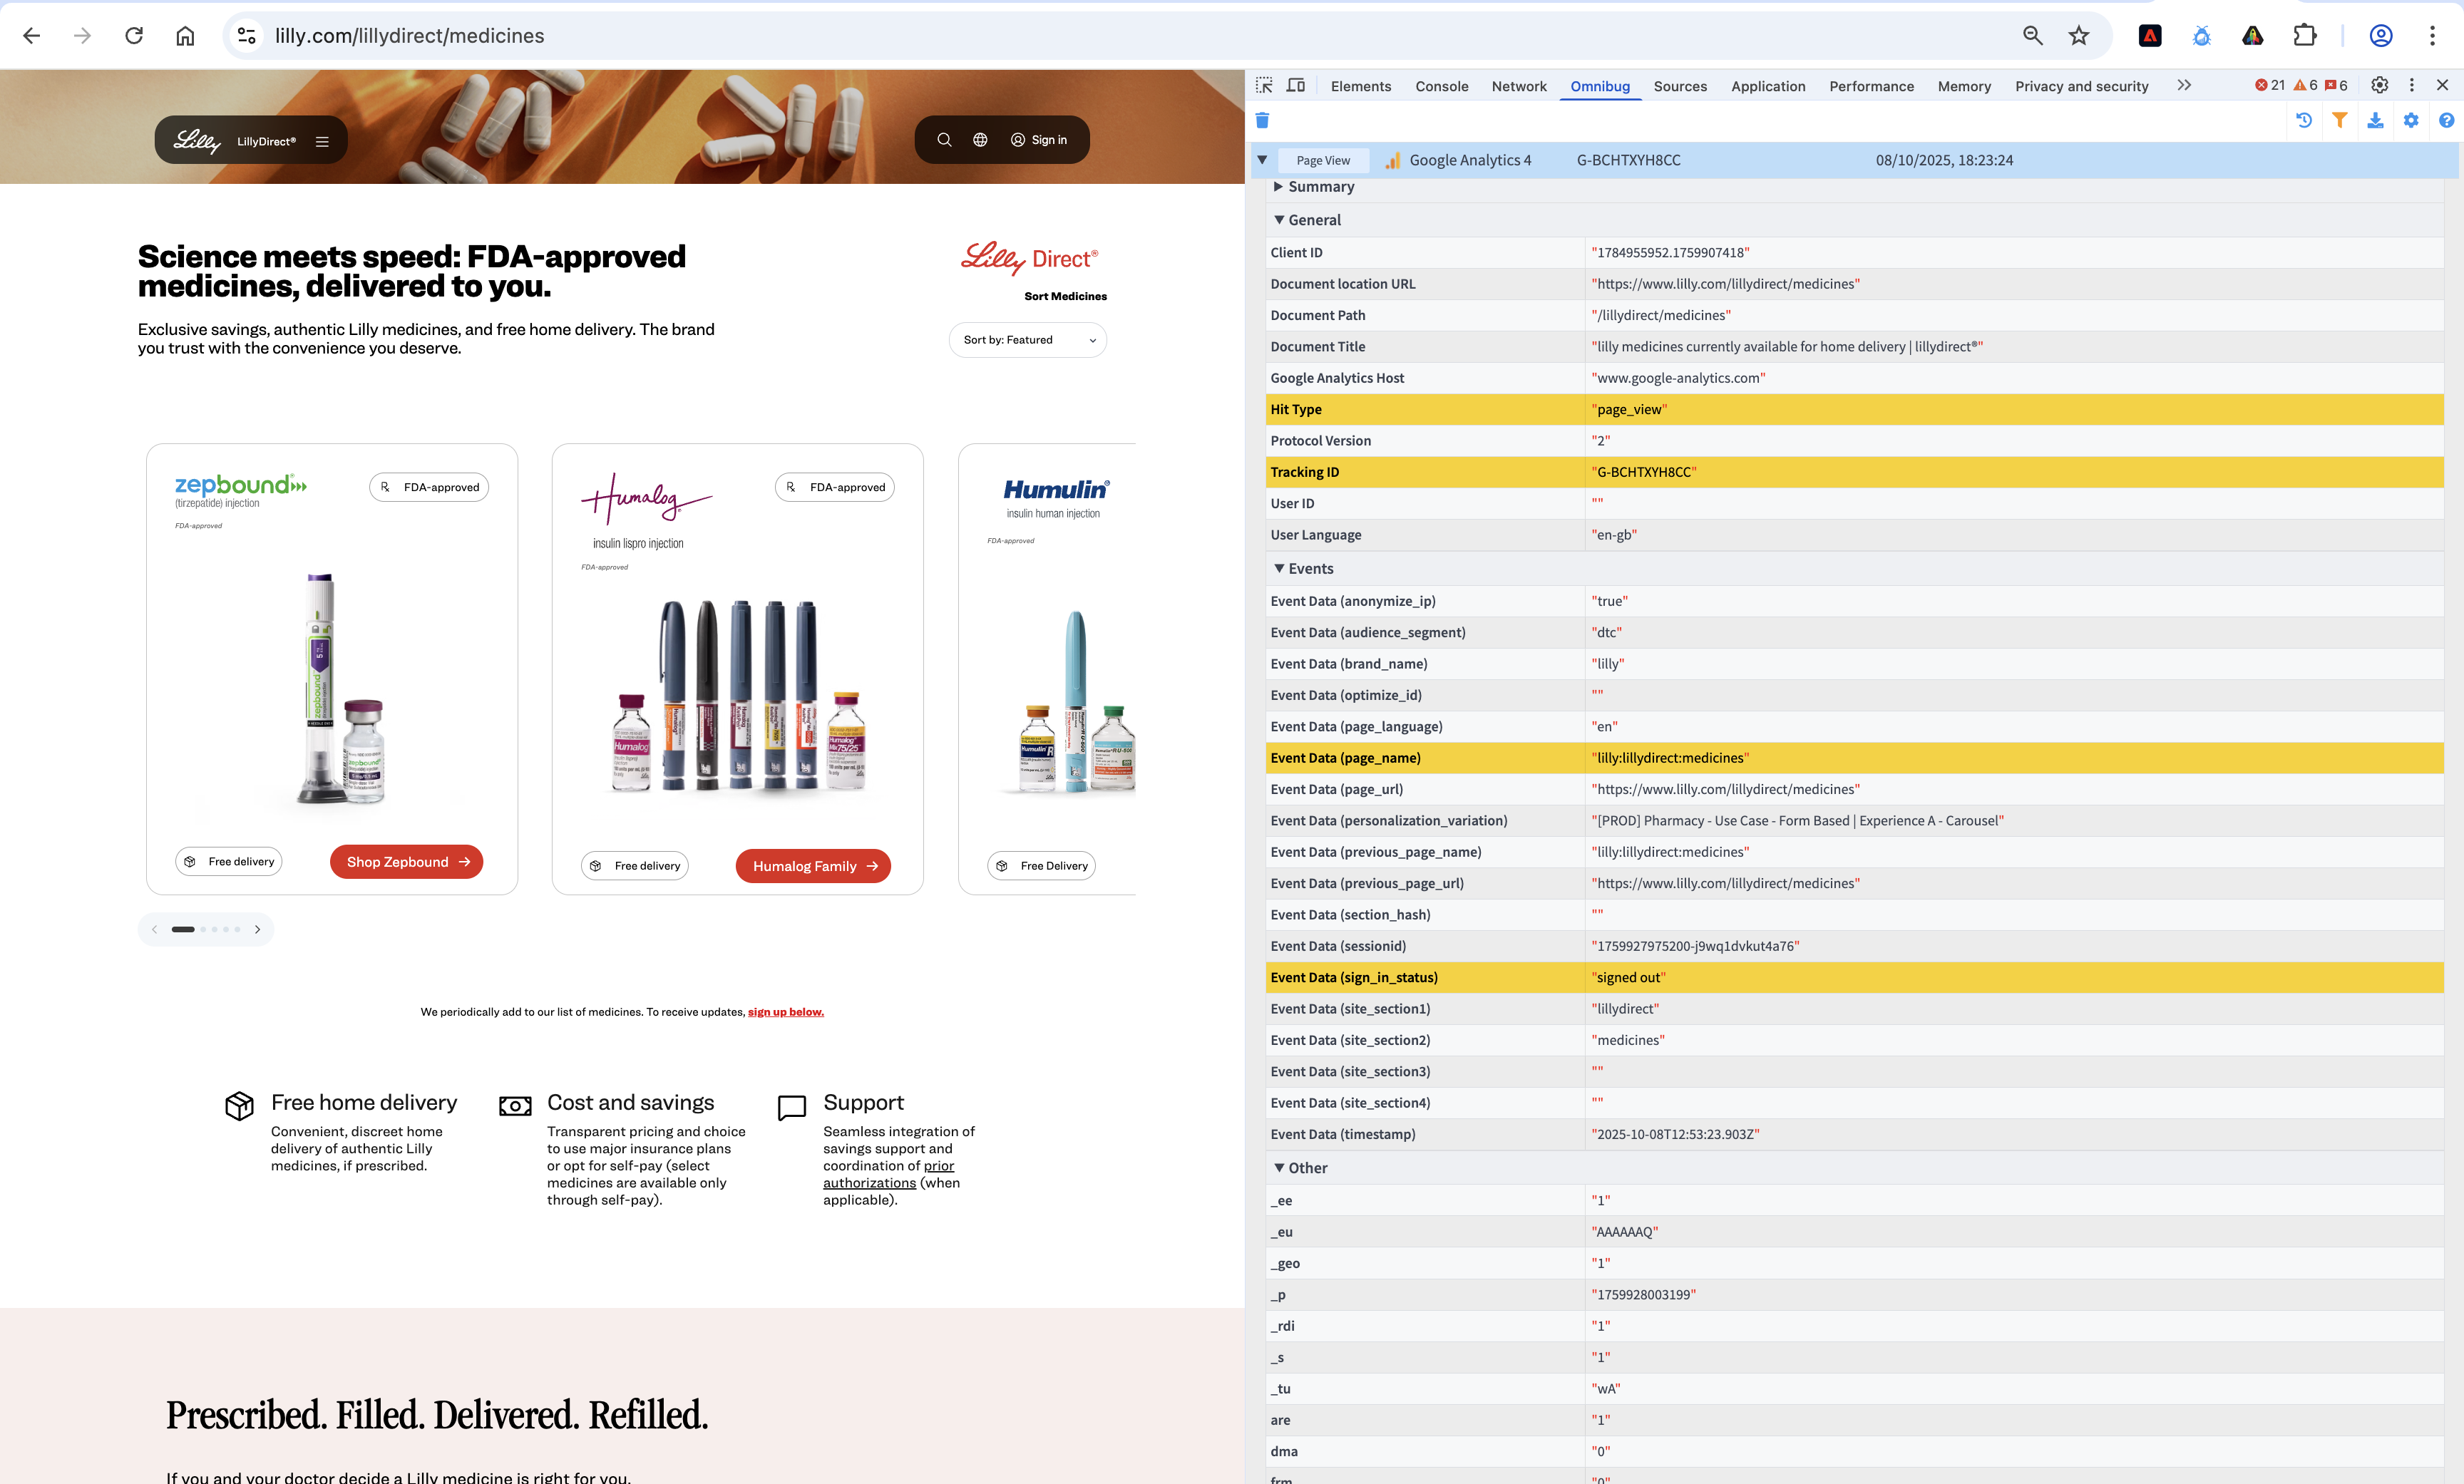 lilly.com/lillydirect/medicines
Lilly LillyDirect®
Sign in
Science meets speed: FDA-approved
medicines, delivered to you.
Exclusive savings, authentic Lilly medicines, and free home delivery. The brand
you trust with the convenience you deserve.
Lilly Direct®
Sort Medicines
Sort by: Featured
zepbound®
(tirzepatide) injection
FDA-approved
℞ FDA-approved
zepbound
Free delivery
Shop Zepbound →
Humalog®
insulin lispro injection
FDA-approved
℞ FDA-approved
Humalog
Humalog
Mix75/25
Free delivery
Humalog Family →
Humulin®
insulin human injection
FDA-approved
Humulin R
Free Delivery
We periodically add to our list of medicines. To receive updates, sign up below.
Free home delivery
Convenient, discreet home
delivery of authentic Lilly
medicines, if prescribed.
Cost and savings
Transparent pricing and choice
to use major insurance plans
or opt for self-pay (select
medicines are available only
through self-pay).
Support
Seamless integration of
savings support and
coordination of prior
authorizations (when
applicable).
Prescribed. Filled. Delivered. Refilled.
If you and your doctor decide a Lilly medicine is right for you,
Elements Console Network Omnibug Sources Application Performance Memory Privacy and security 21 6 6
Page View Google Analytics 4 G-BCHTXYH8CC 08/10/2025, 18:23:24
Summary
General
Client ID "1784955952.1759907418"
Document location URL "https://www.lilly.com/lillydirect/medicines"
Document Path "/lillydirect/medicines"
Document Title "lilly medicines currently available for home delivery | lillydirect®"
Google Analytics Host "www.google-analytics.com"
Hit Type "page_view"
Protocol Version "2"
Tracking ID "G-BCHTXYH8CC"
User ID ""
User Language "en-gb"
Events
Event Data (anonymize_ip) "true"
Event Data (audience_segment) "dtc"
Event Data (brand_name) "lilly"
Event Data (optimize_id) ""
Event Data (page_language) "en"
Event Data (page_name) "lilly:lillydirect:medicines"
Event Data (page_url) "https://www.lilly.com/lillydirect/medicines"
Event Data (personalization_variation) "[PROD] Pharmacy - Use Case - Form Based | Experience A - Carousel"
Event Data (previous_page_name) "lilly:lillydirect:medicines"
Event Data (previous_page_url) "https://www.lilly.com/lillydirect/medicines"
Event Data (section_hash) ""
Event Data (sessionid) "1759927975200-j9wq1dvkut4a76"
Event Data (sign_in_status) "signed out"
Event Data (site_section1) "lillydirect"
Event Data (site_section2) "medicines"
Event Data (site_section3) ""
Event Data (site_section4) ""
Event Data (timestamp) "2025-10-08T12:53:23.903Z"
Other
_ee "1"
_eu "AAAAAAQ"
_geo "1"
_p "1759928003199"
_rdi "1"
_s "1"
_tu "wA"
are "1"
dma "0"
frm "0"